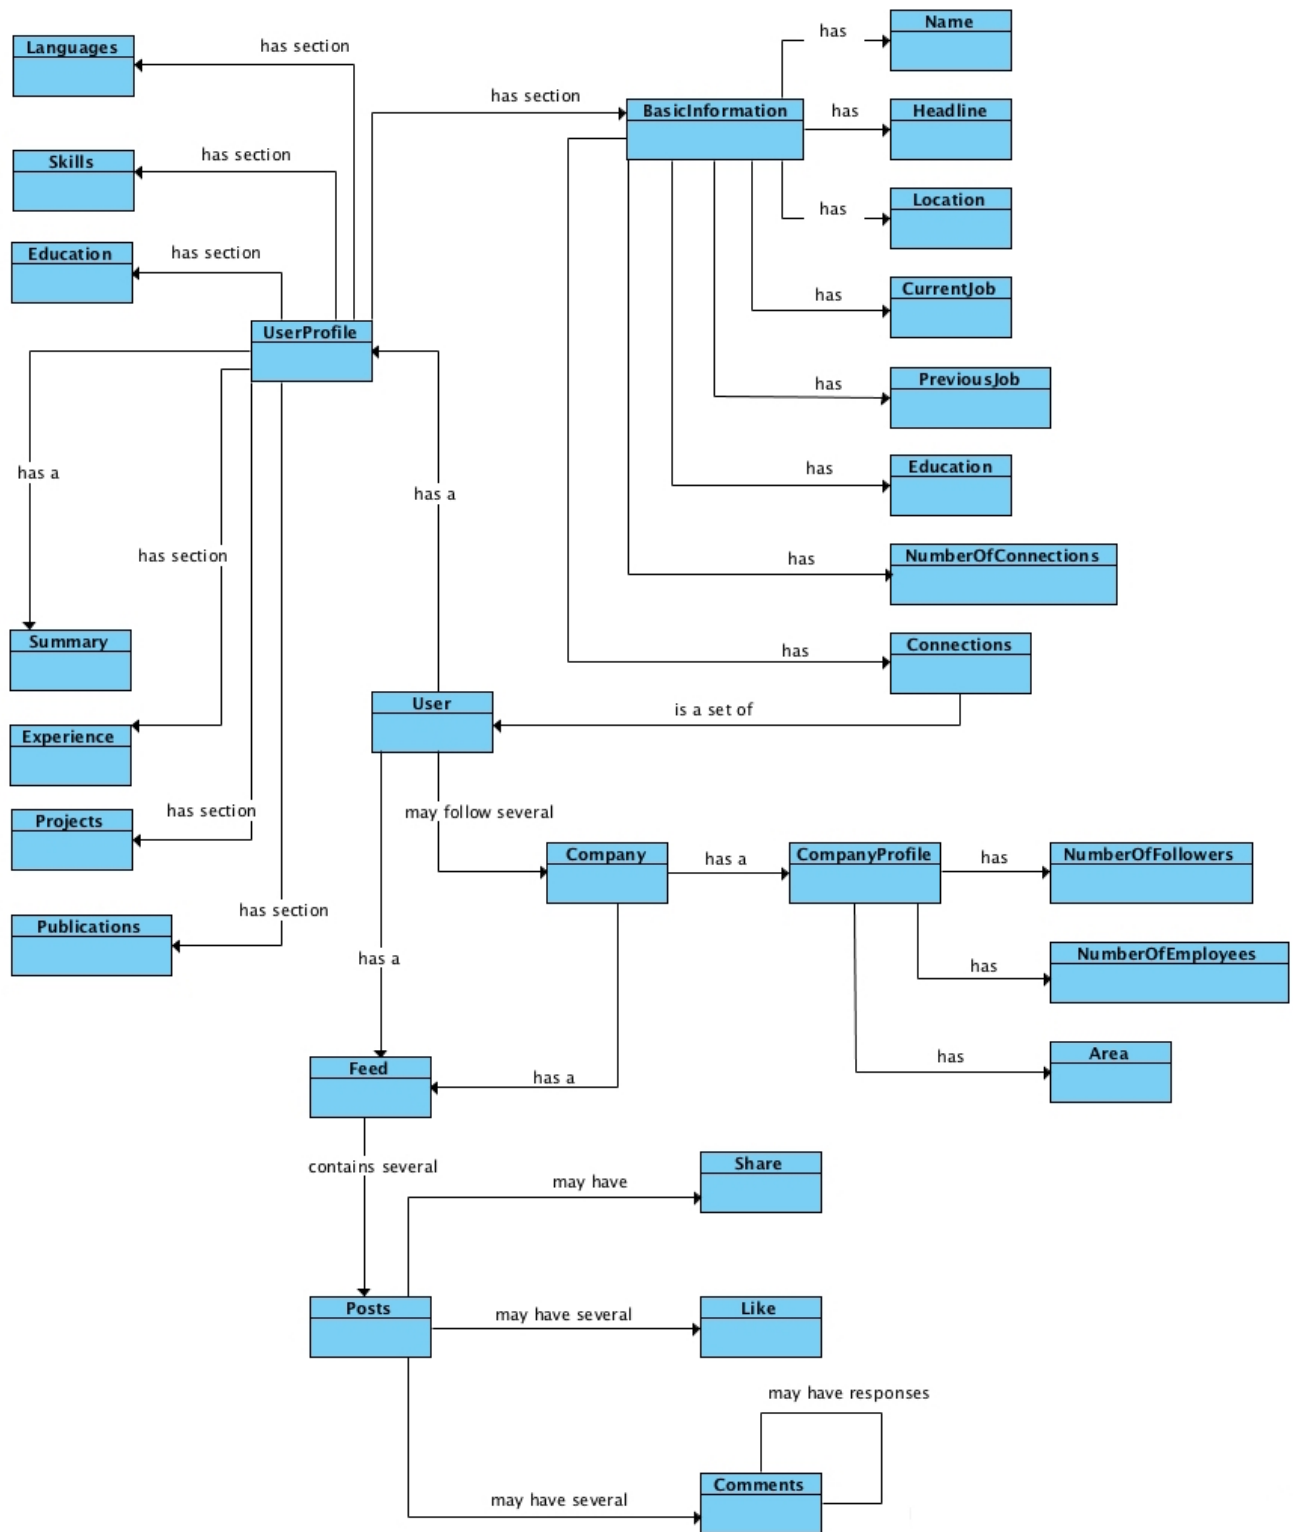 Name
has
Languages
has section
has section
BasicInformation
has
Headline
Skills
has section
Location
has
Education
has section
CurrentJob
has
UserProfile
PreviousJob
has
Education
has
has a
has a
has section
NumberOfConnections
has
Summary
Connections
has
User
is a set of
Experience
Projects
has section
may follow several
Company
has a
CompanyProfile
has
NumberOfFollowers
Publications
has section
has a
NumberOfEmployees
has
Feed
has a
has
Area
contains several
Share
may have
Posts
may have several
Like
may have responses
Comments
may have several